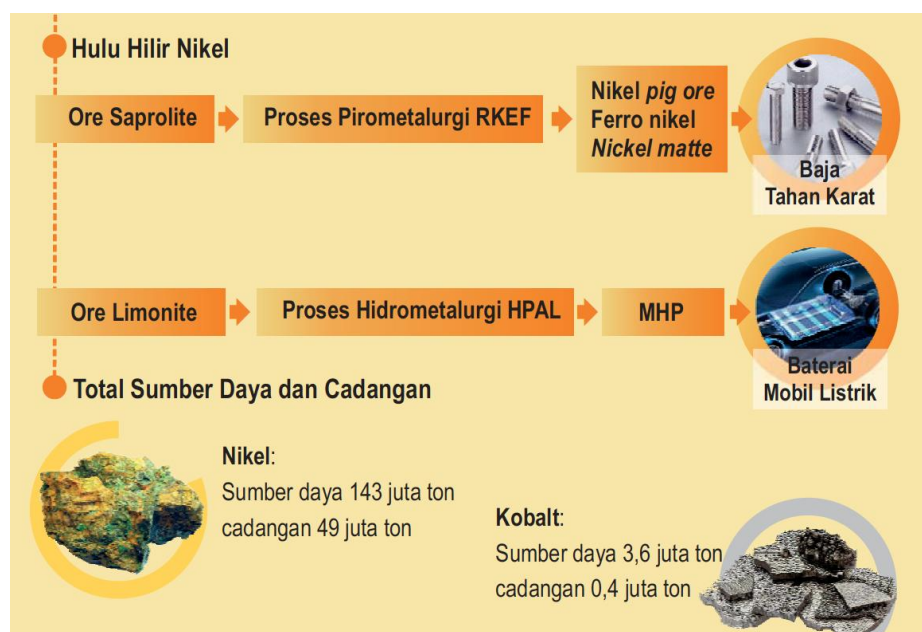 Hulu Hilir Nikel
Ore Saprolite
Proses Pirometalurgi RKEF
Nikel pig ore
Ferro nikel
Nickel matte
Baja
Tahan Karat
Ore Limonite
Proses Hidrometalurgi HPAL
MHP
Baterai
Mobil Listrik
Total Sumber Daya dan Cadangan
Nikel:
Sumber daya 143 juta ton
cadangan 49 juta ton
Kobalt:
Sumber daya 3,6 juta ton
cadangan 0,4 juta ton